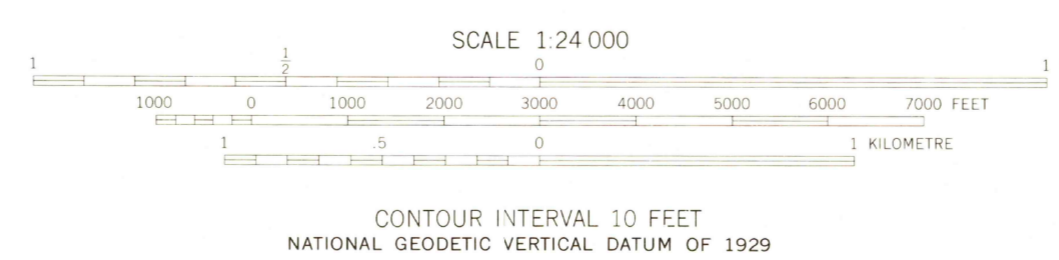 SCALE 1:24 000
1 1/2 0 1
1000 0 1000 2000 3000 4000 5000 6000 7000 FEET
1 .5 0 1 KILOMETRE
CONTOUR INTERVAL 10 FEET
NATIONAL GEODETIC VERTICAL DATUM OF 1929